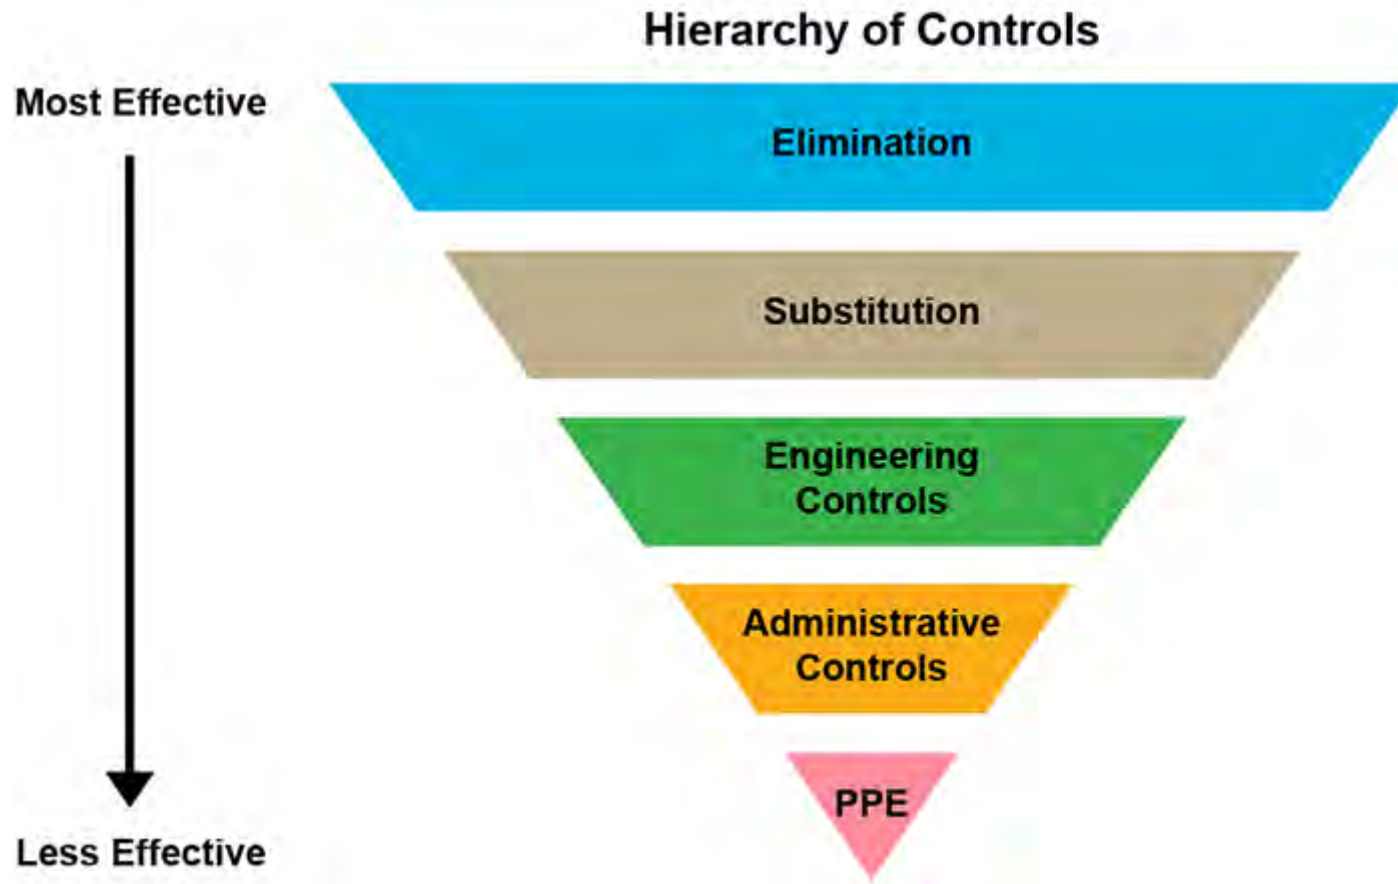 Hierarchy of Controls
Most Effective
Elimination
Substitution
Engineering
Controls
Administrative
Controls
PPE
Less Effective